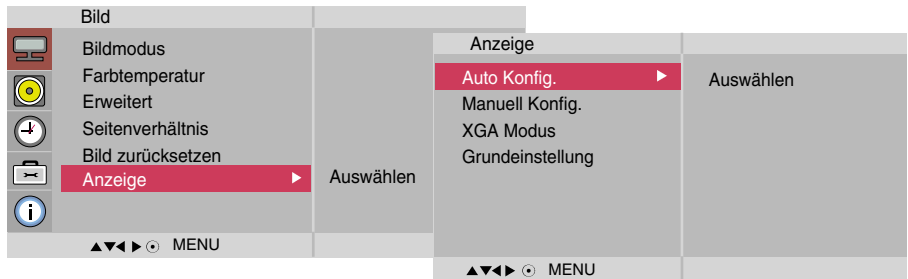 Bild
Bildmodus
Farbtemperatur
Erweitert
Seitenverhältnis
Bild zurücksetzen
Anzeige ▶ Auswählen
▲▼◀ ▶ ⊙ MENU
Anzeige
Auto Konfig. ▶ Auswählen
Manuell Konfig.
XGA Modus
Grundeinstellung
▲▼◀▶ ⊙ MENU